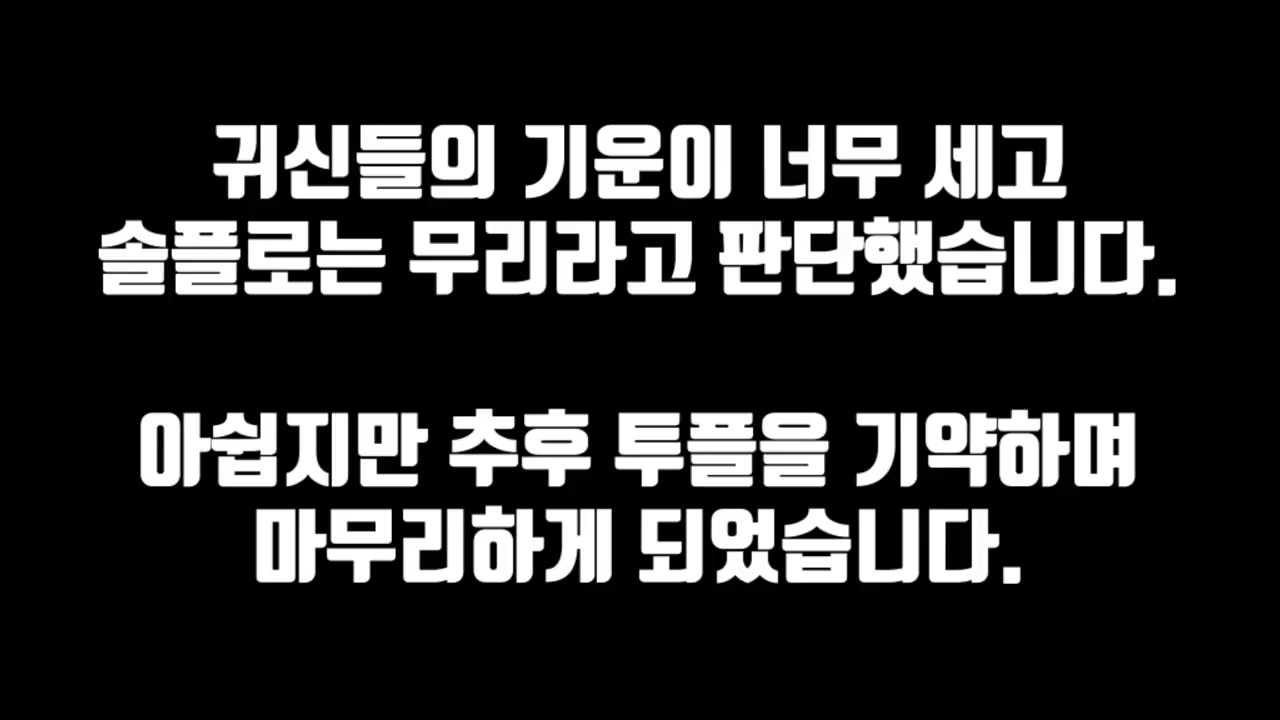 귀신들의 기운이 너무 세고
솔플로는 무리라고 판단했습니다.
아쉽지만 추후 투플을 기약하며
마무리하게 되었습니다.